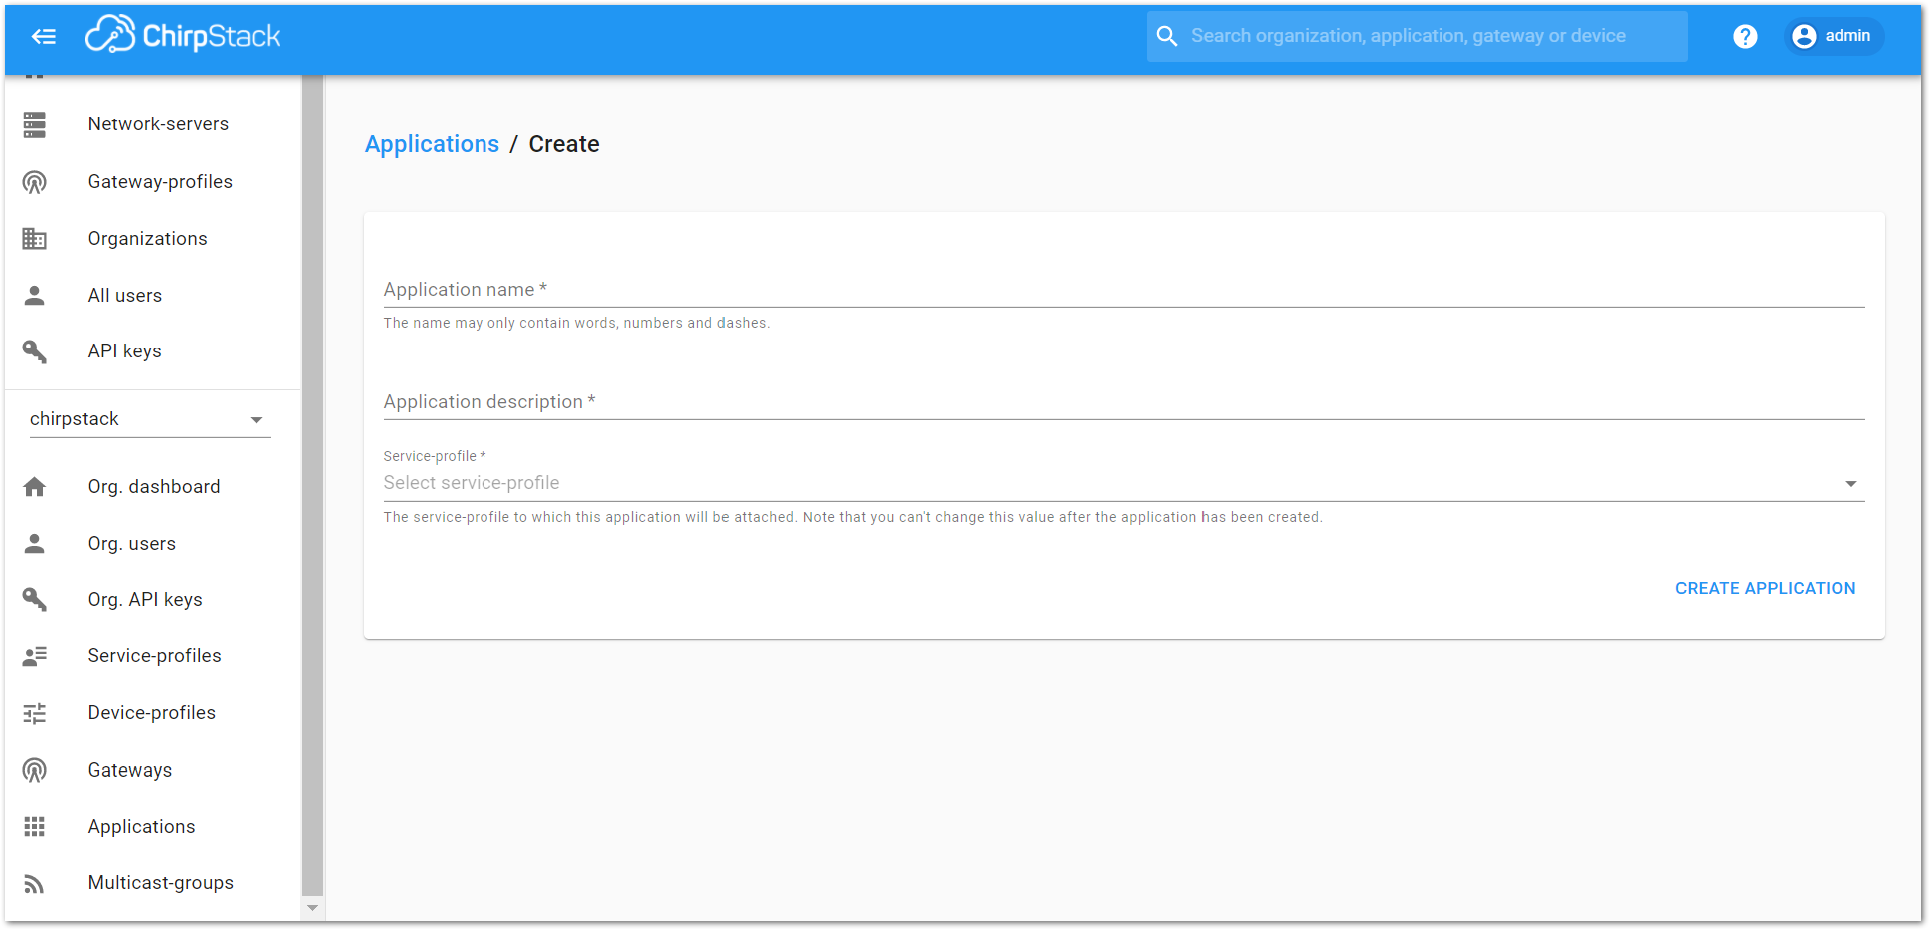 ChirpStack
Search organization, application, gateway or device
?
admin
Network-servers
Gateway-profiles
Organizations
All users
API keys
chirpstack
Org. dashboard
Org. users
Org. API keys
Service-profiles
Device-profiles
Gateways
Applications
Multicast-groups
Applications / Create
Application name *
The name may only contain words, numbers and dashes.
Application description *
Service-profile *
Select service-profile
The service-profile to which this application will be attached. Note that you can't change this value after the application has been created.
CREATE APPLICATION